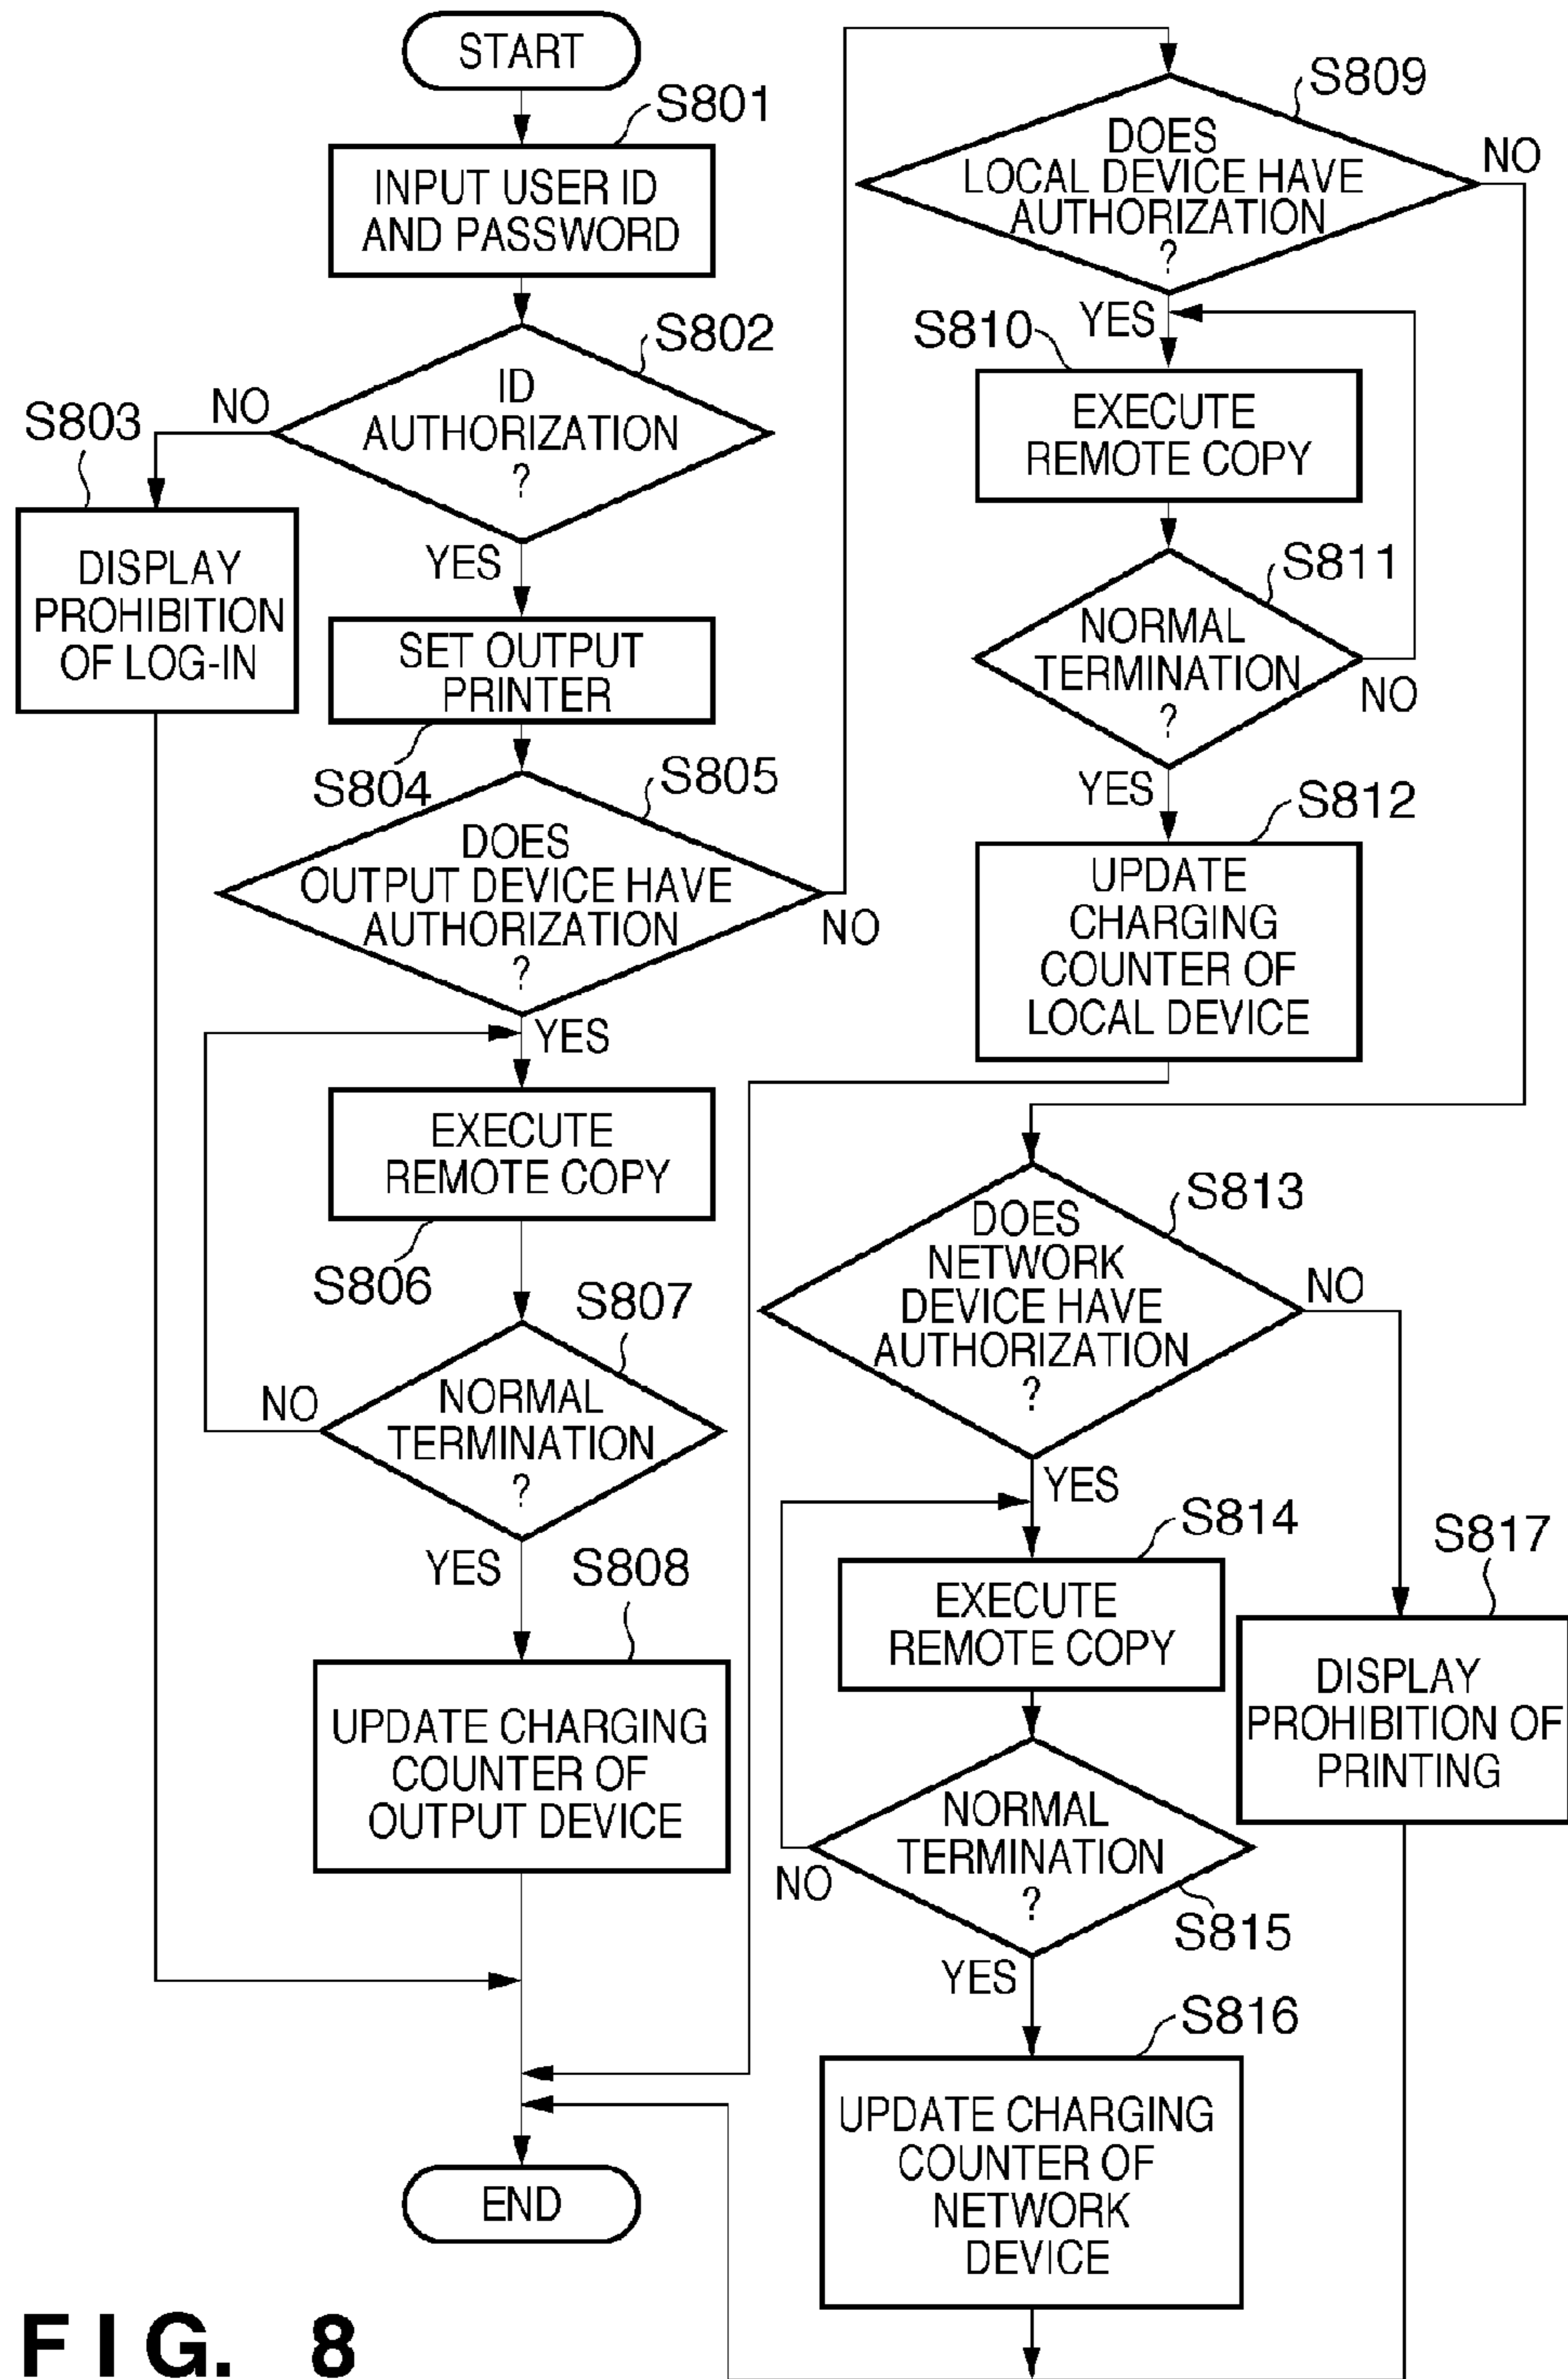 START
S801
INPUT USER ID
AND PASSWORD
S802
ID
AUTHORIZATION
?
NO
YES
S803
DISPLAY
PROHIBITION
OF LOG-IN
SET OUTPUT
PRINTER
S804
S805
DOES
OUTPUT DEVICE HAVE
AUTHORIZATION
?
NO
YES
EXECUTE
REMOTE COPY
S806
S807
NORMAL
TERMINATION
?
NO
YES
S808
UPDATE CHARGING
COUNTER OF
OUTPUT DEVICE
END
S809
DOES
LOCAL DEVICE HAVE
AUTHORIZATION
?
NO
YES
S810
EXECUTE
REMOTE COPY
S811
NORMAL
TERMINATION
?
NO
YES
S812
UPDATE
CHARGING
COUNTER OF
LOCAL DEVICE
S813
DOES
NETWORK
DEVICE HAVE
AUTHORIZATION
?
NO
YES
S814
EXECUTE
REMOTE COPY
NORMAL
TERMINATION
?
NO
S815
YES
S816
UPDATE CHARGING
COUNTER OF
NETWORK
DEVICE
S817
DISPLAY
PROHIBITION OF
PRINTING
FIG. 8